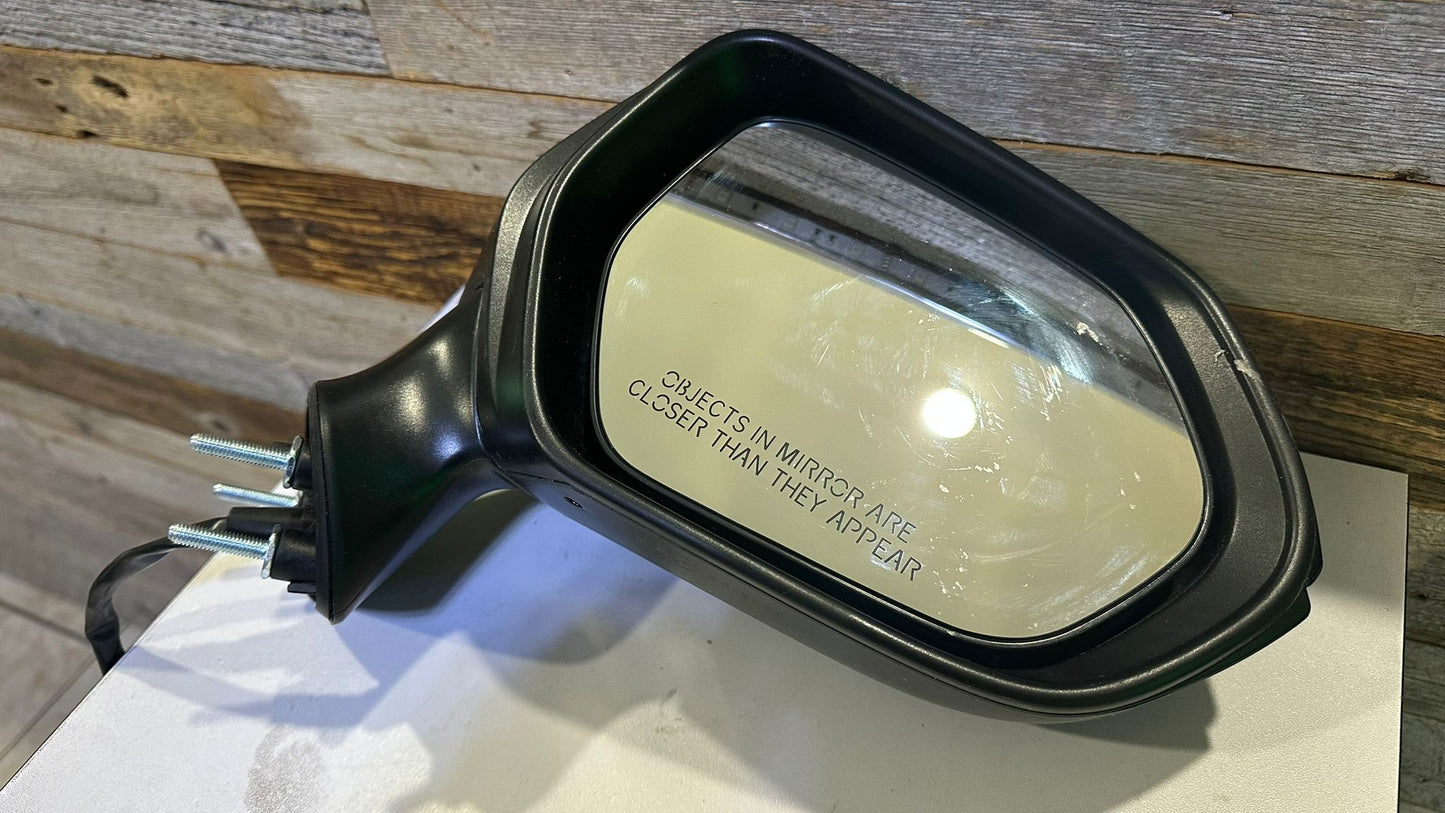 OBJECTS IN MIRROR ARE
CLOSER THAN THEY APPEAR